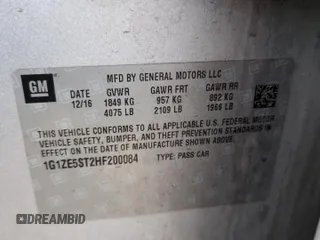 GM
MFD BY GENERAL MOTORS LLC
GVWR GAWR FRT GAWR RR
12/16 1849 KG 957 KG 892 KG
4075 LB 2109 LB 1966 LB
THIS VEHICLE CONFORMS TO ALL APPLICABLE U.S. FEDERAL MOTOR
VEHICLE SAFETY, BUMPER, AND THEFT PREVENTION STANDARDS
IN EFFECT ON THE DATE OF MANUFACTURE SHOWN ABOVE.
1G1ZE5ST2HF200084 TYPE: PASS CAR
DREAMBID